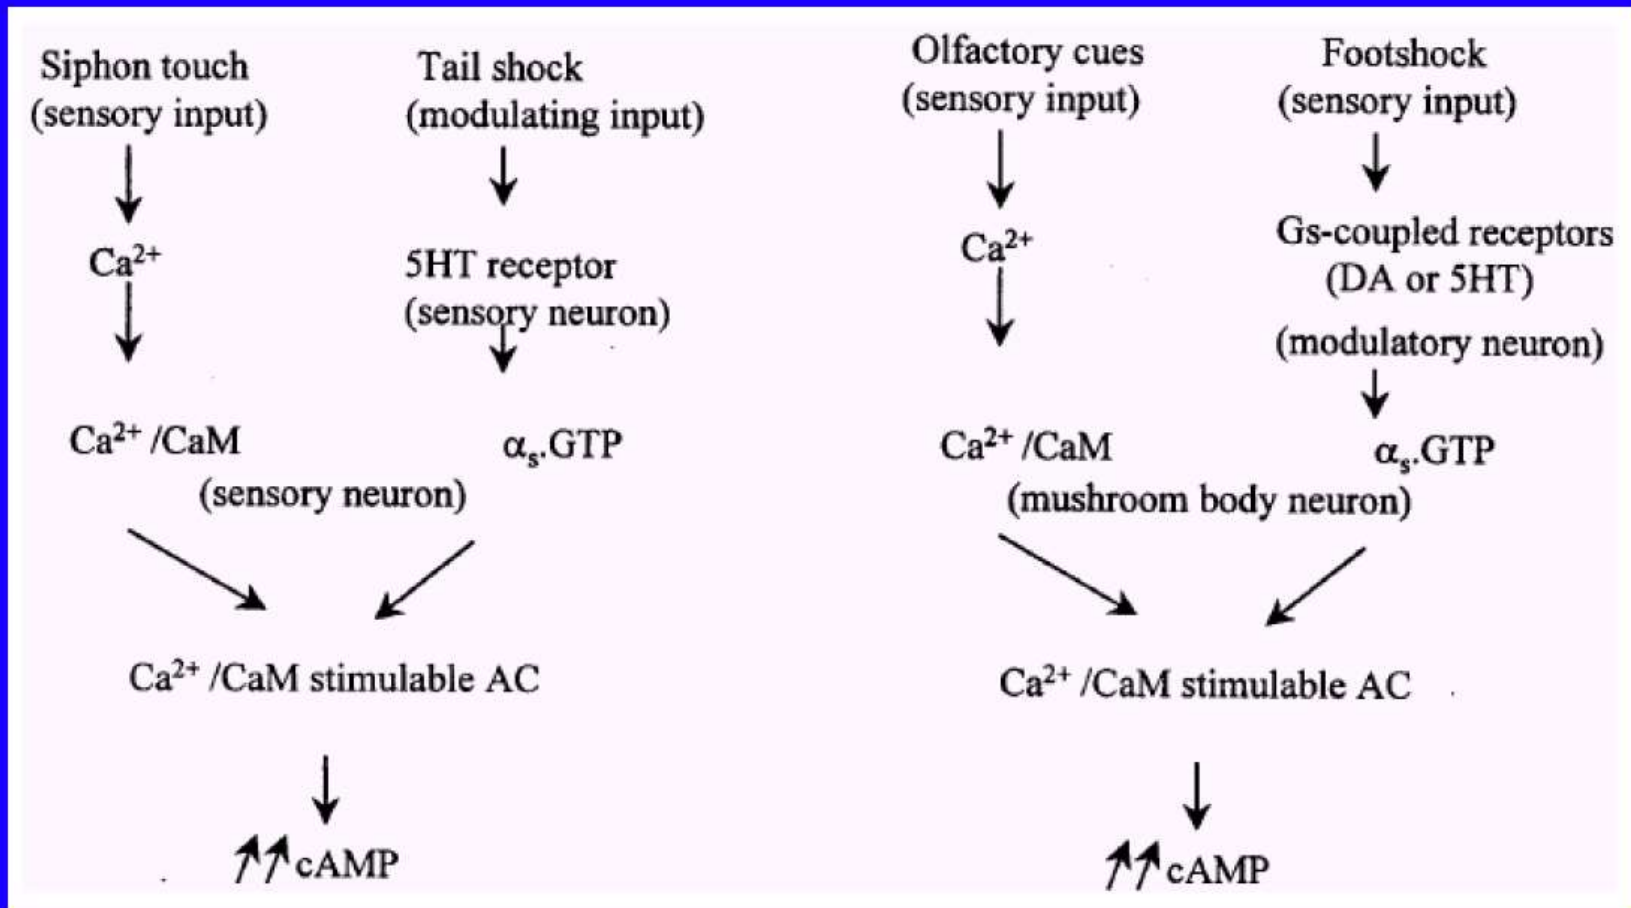 Siphon touch
(sensory input)
Tail shock
(modulating input)
Ca²⁺
5HT receptor
(sensory neuron)
Ca²⁺ /CaM
αₛ.GTP
(sensory neuron)
Ca²⁺ /CaM stimulable AC
cAMP
Olfactory cues
(sensory input)
Footshock
(sensory input)
Ca²⁺
Gs-coupled receptors
(DA or 5HT)
(modulatory neuron)
Ca²⁺ /CaM
αₛ.GTP
(mushroom body neuron)
Ca²⁺ /CaM stimulable AC
cAMP